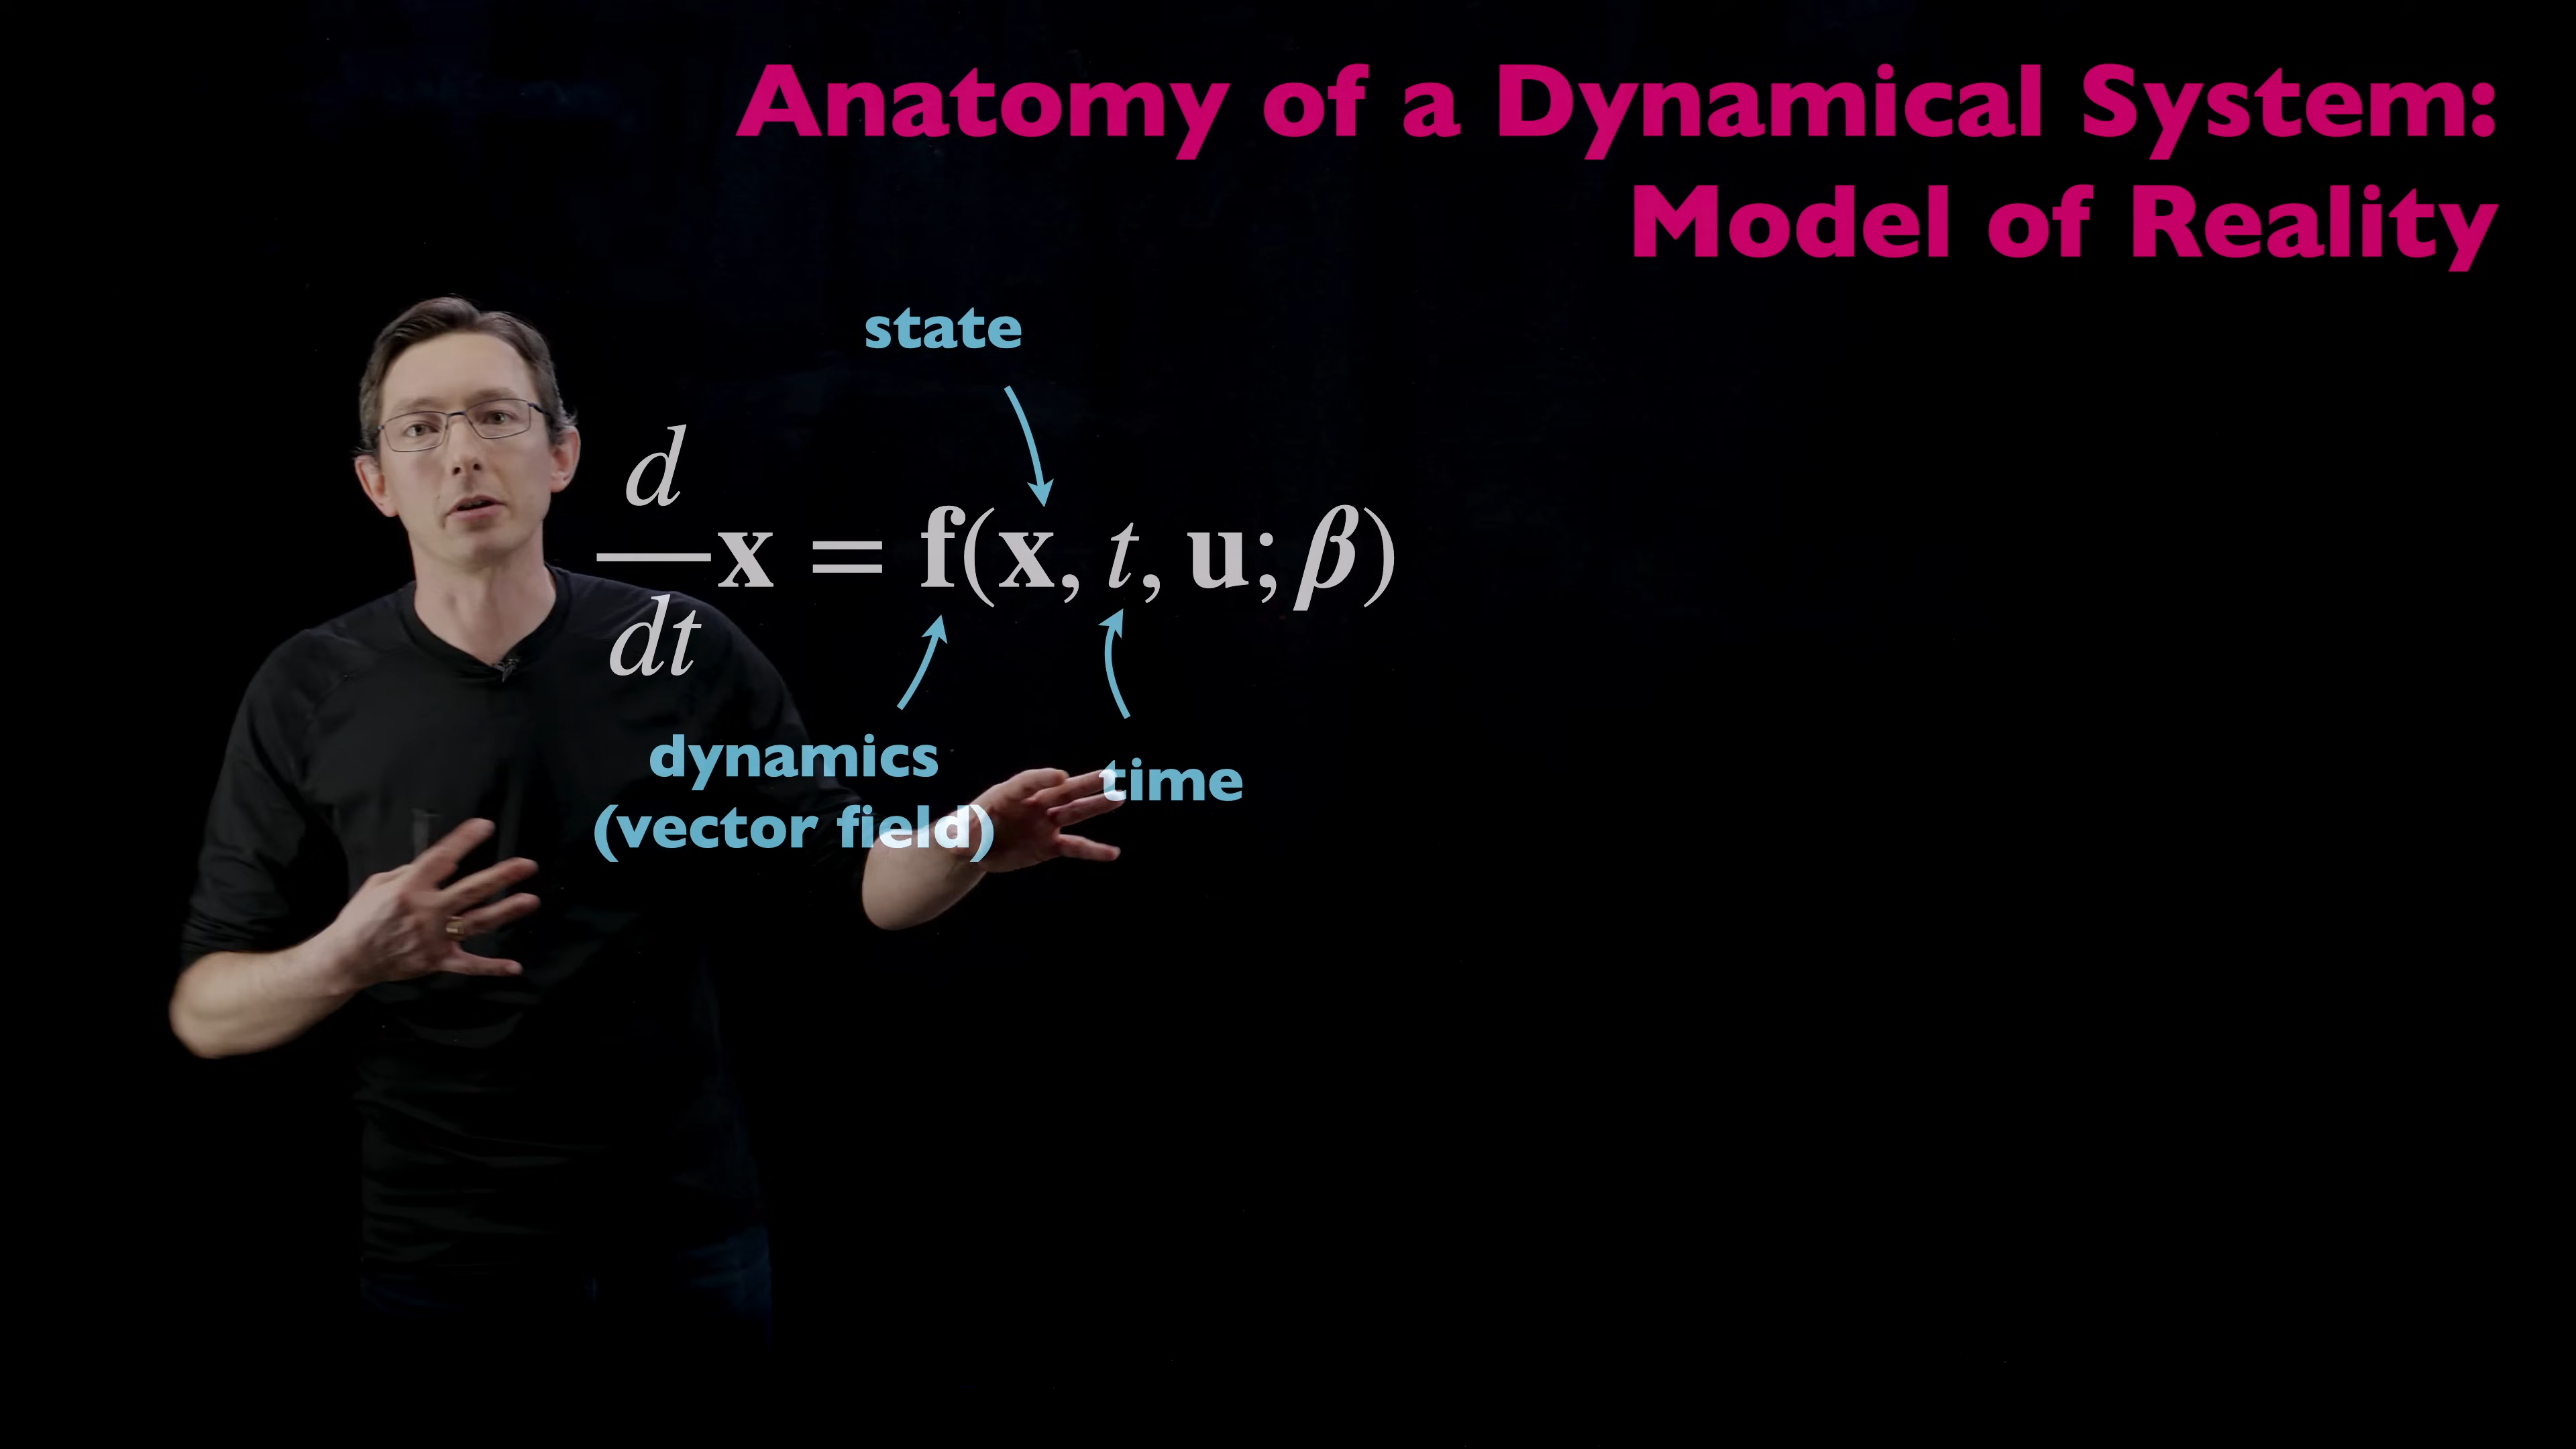 Anatomy of a Dynamical System:
Model of Reality
state
d/dt x = f(x, t, u; β)
dynamics
(vector field)
time